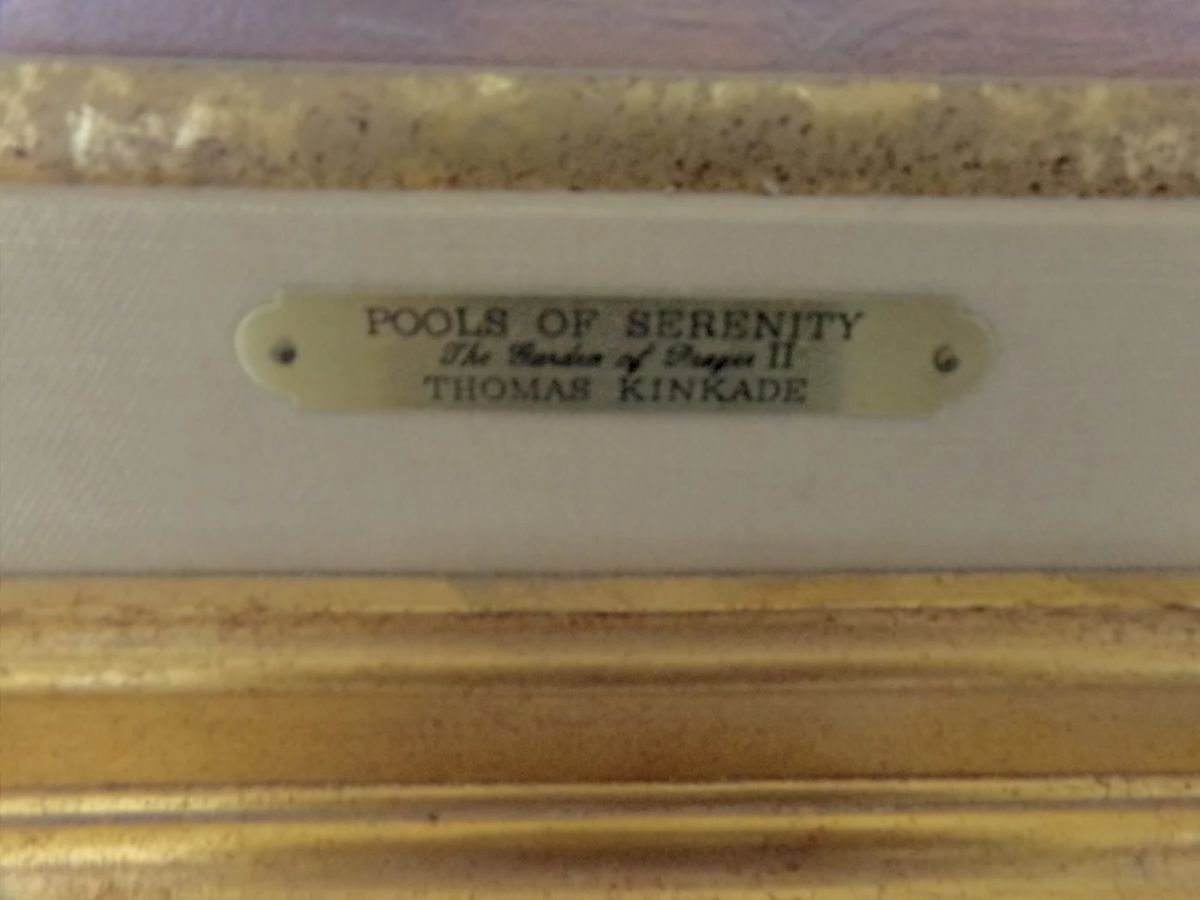 POOLS OF SERENITY
The Garden of Prayer II
THOMAS KINKADE